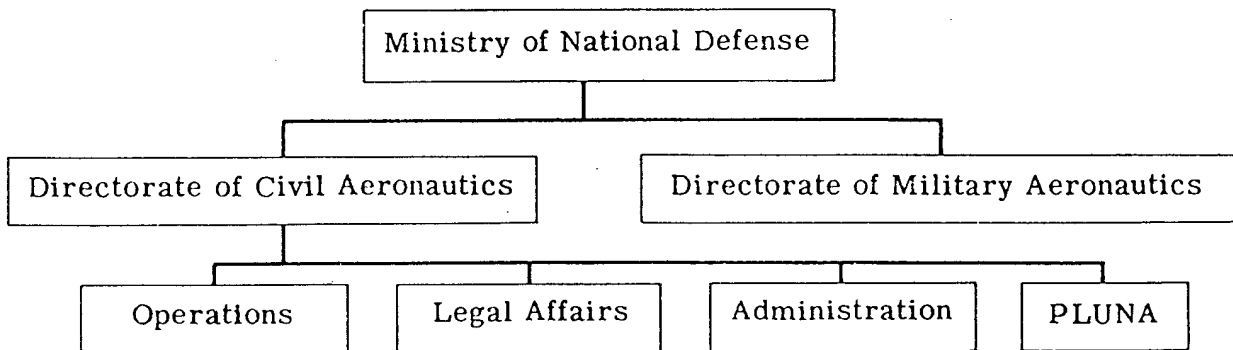 Ministry of National Defense
Directorate of Civil Aeronautics
Directorate of Military Aeronautics
Operations
Legal Affairs
Administration
PLUNA